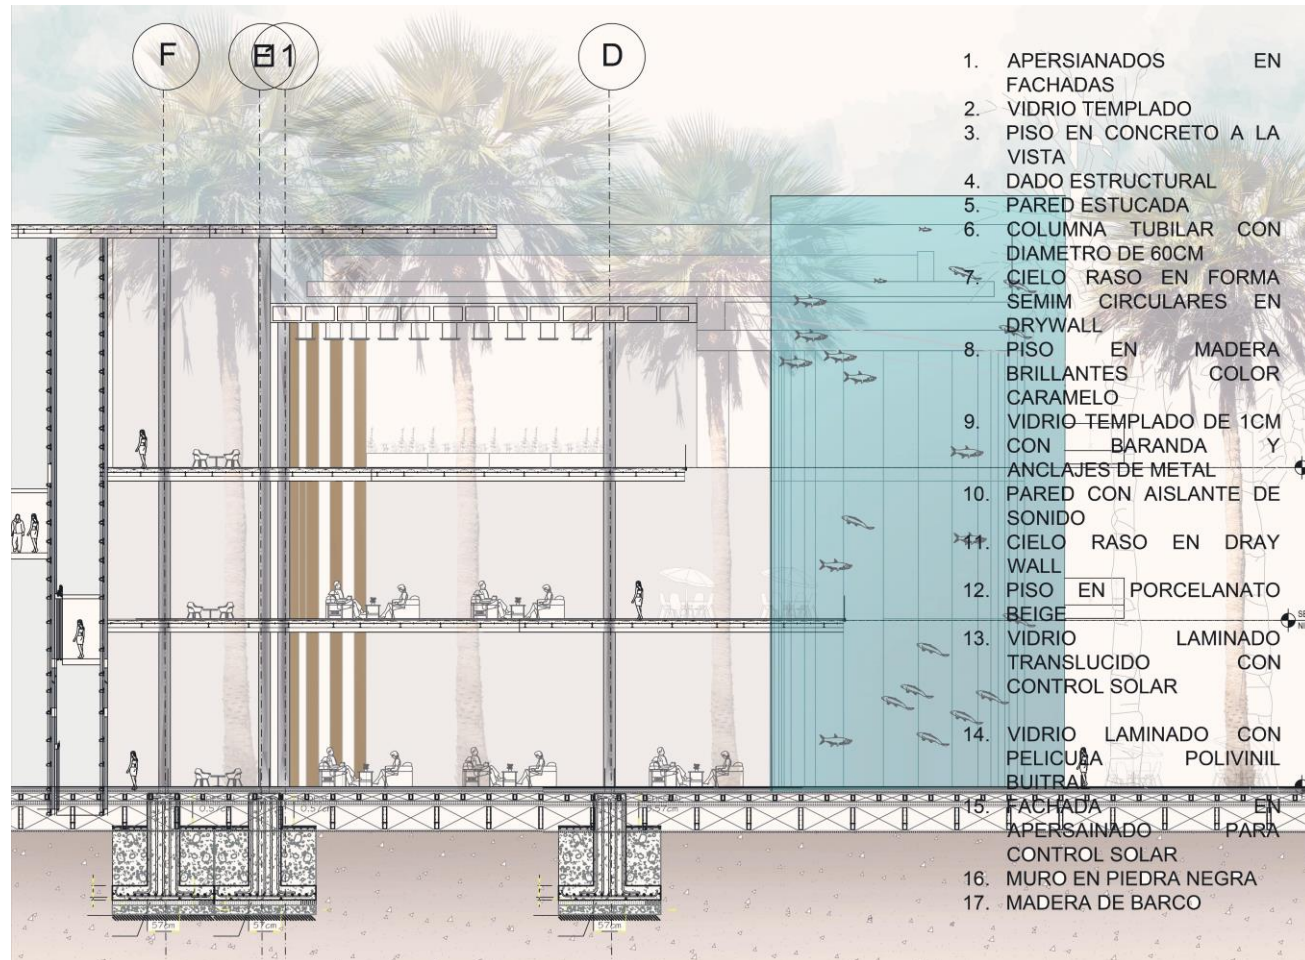 F
E
1
D
1. APERSIANADOS EN
FACHADAS
2. VIDRIO TEMPLADO
3. PISO EN CONCRETO A LA
VISTA
4. DADO ESTRUCTURAL
5. PARED ESTUCADA
6. COLUMNA TUBILAR CON
DIAMETRO DE 60CM
7. CIELO RASO EN FORMA
SEMIM CIRCULARES EN
DRYWALL
8. PISO EN MADERA
BRILLANTES COLOR
CARAMELO
9. VIDRIO TEMPLADO DE 1CM
CON BARANDA Y
ANCLAJES DE METAL
10. PARED CON AISLANTE DE
SONIDO
11. CIELO RASO EN DRAY
WALL
12. PISO EN PORCELANATO
BEIGE
13. VIDRIO LAMINADO
TRANSLUCIDO CON
CONTROL SOLAR
14. VIDRIO LAMINADO CON
PELICULA POLIVINIL
BUITRAL
15. FACHADA EN
APERSAINADO PARA
CONTROL SOLAR
16. MURO EN PIEDRA NEGRA
17. MADERA DE BARCO
57cm
57cm
57cm